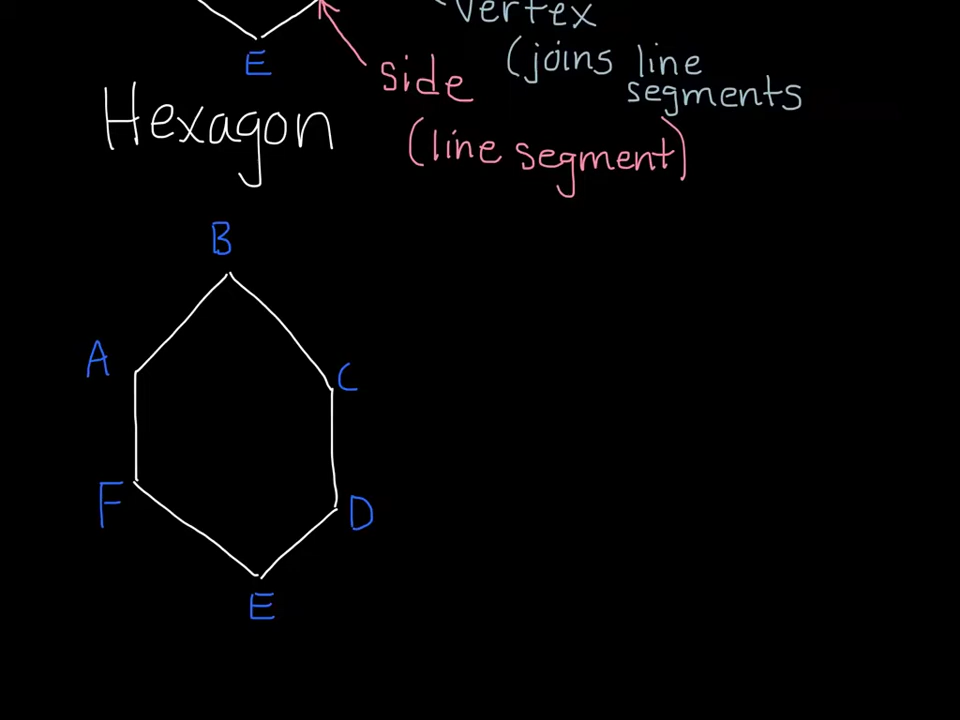 Vertex
E
(joins line
side
segments
Hexagon
(line segment)
B
A
C
F
D
E